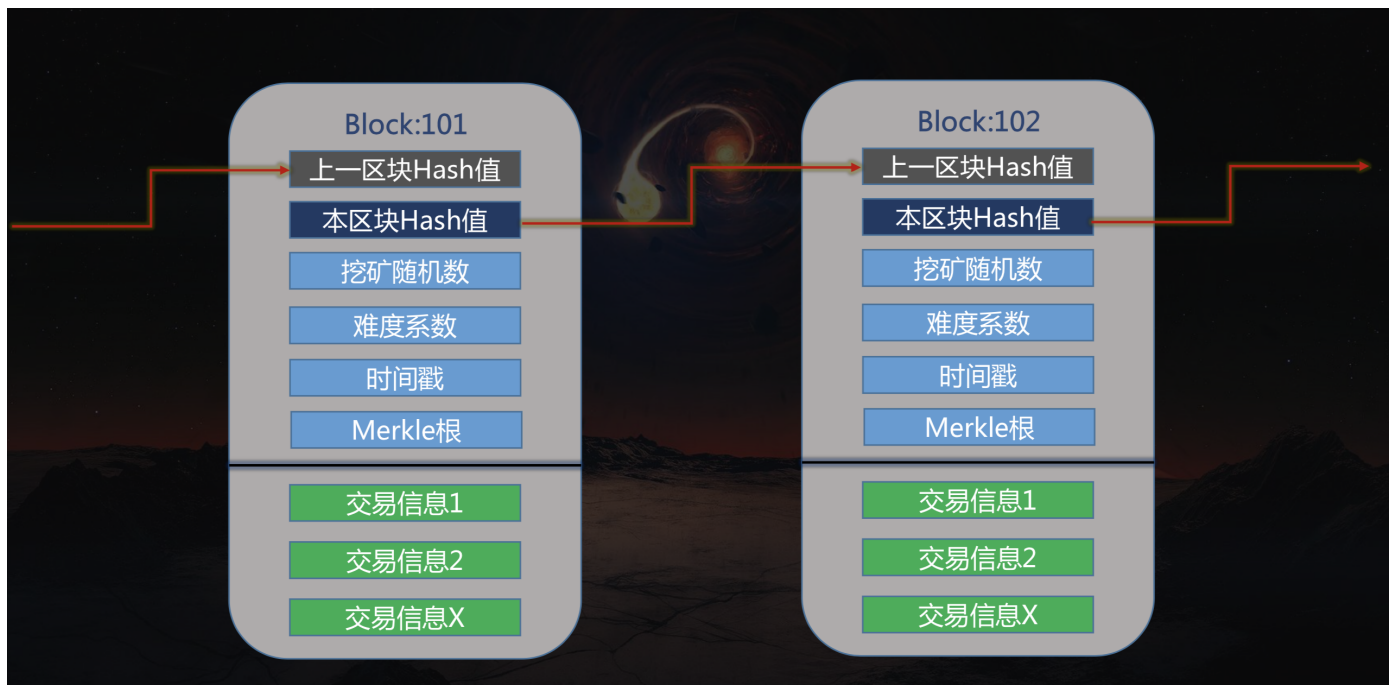 Block:101
上一区块Hash值
本区块Hash值
挖矿随机数
难度系数
时间戳
Merkle根
交易信息1
交易信息2
交易信息X
Block:102
上一区块Hash值
本区块Hash值
挖矿随机数
难度系数
时间戳
Merkle根
交易信息1
交易信息2
交易信息X